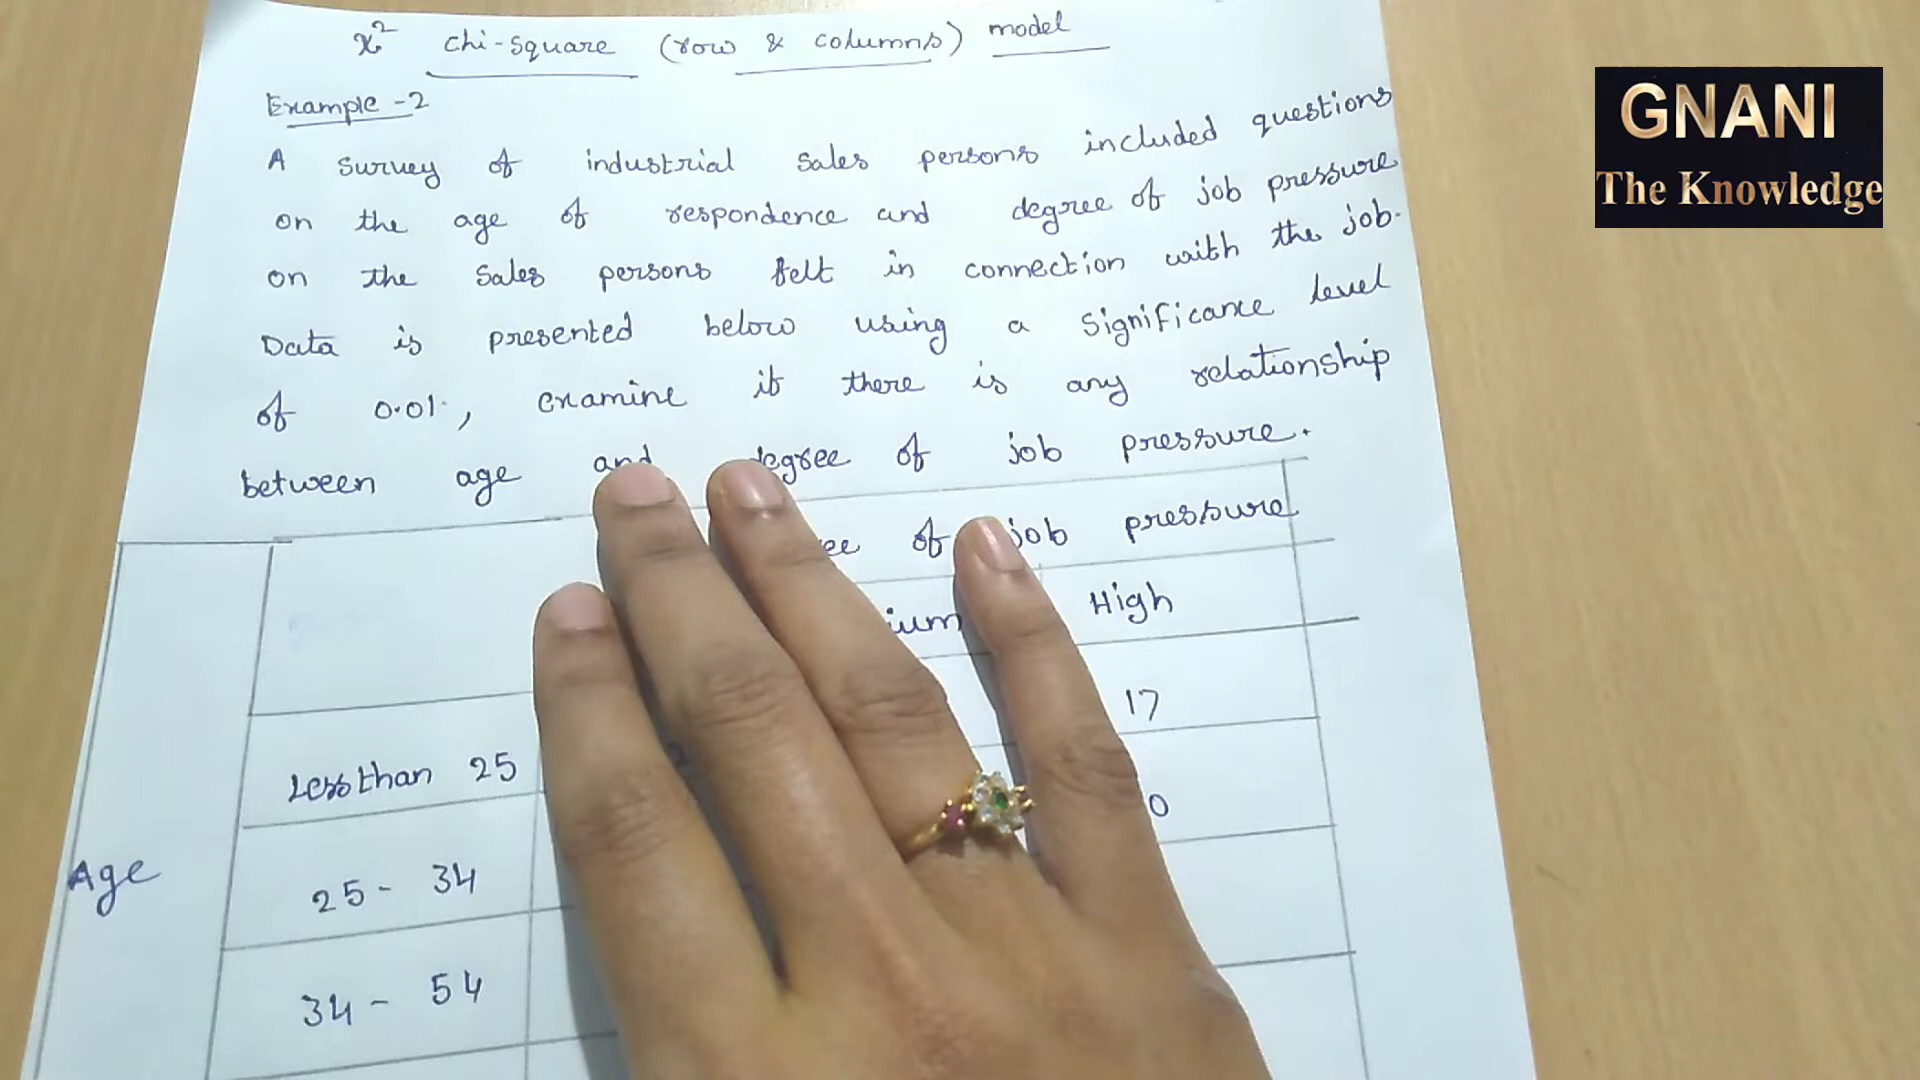 x² chi-square (row & columns) model
Example -2
A survey of industrial sales persons included questions
on the age of respondence and degree of job pressure
on the sales persons felt in connection with the job.
Data is presented below using a significance level
of 0.01, examine if there is any relationship
between age and degree of job pressure.
of job pressure
High
17
Less than 25
0
Age
25 - 34
34 - 54
GNANI
The Knowledge